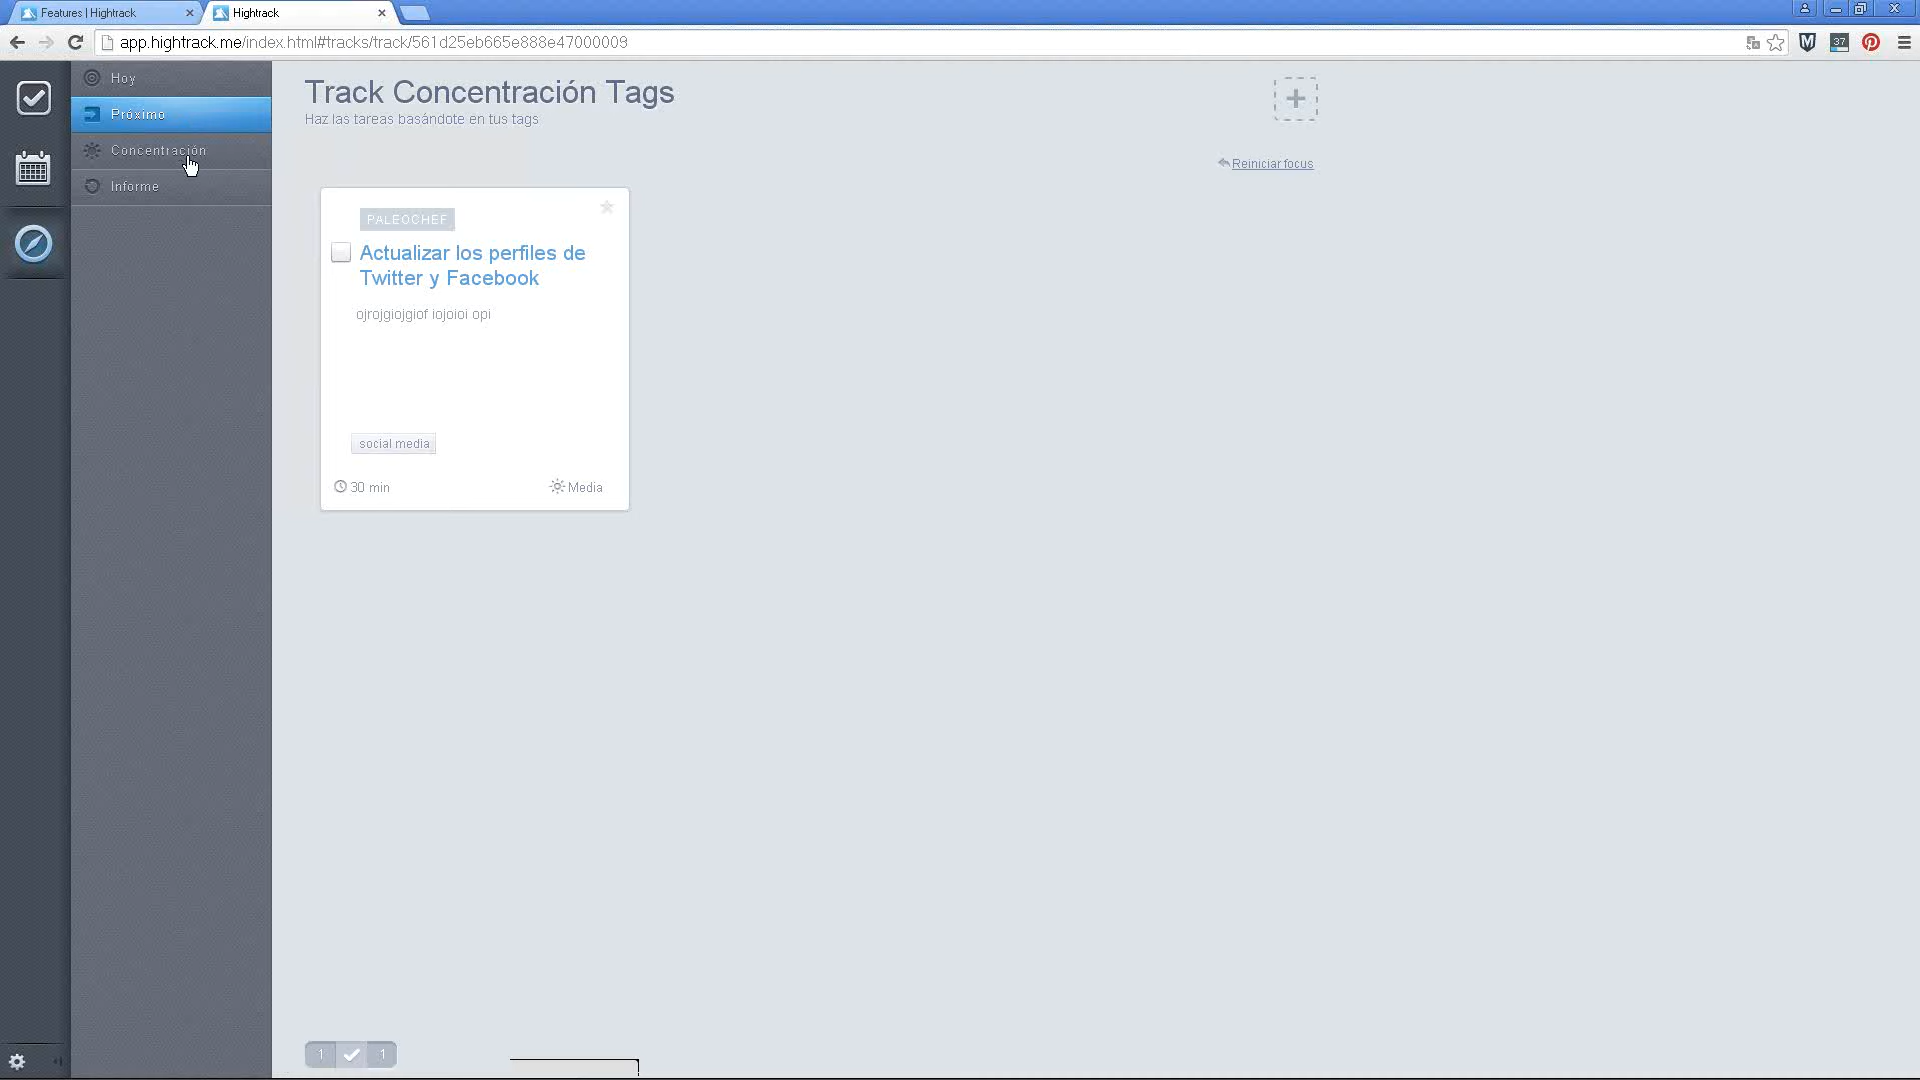 Features | Hightrack
Hightrack
app.hightrack.me/index.html#tracks/track/561d25eb665e888e47000009
37
Hoy
Próximo
Concentración
Informe
Track Concentración Tags
Haz las tareas basándote en tus tags
Reiniciar focus
PALEOCHEF
Actualizar los perfiles de
Twitter y Facebook
ojrojgiojgiof iojoioi opi
social media
30 min
Media
1 1